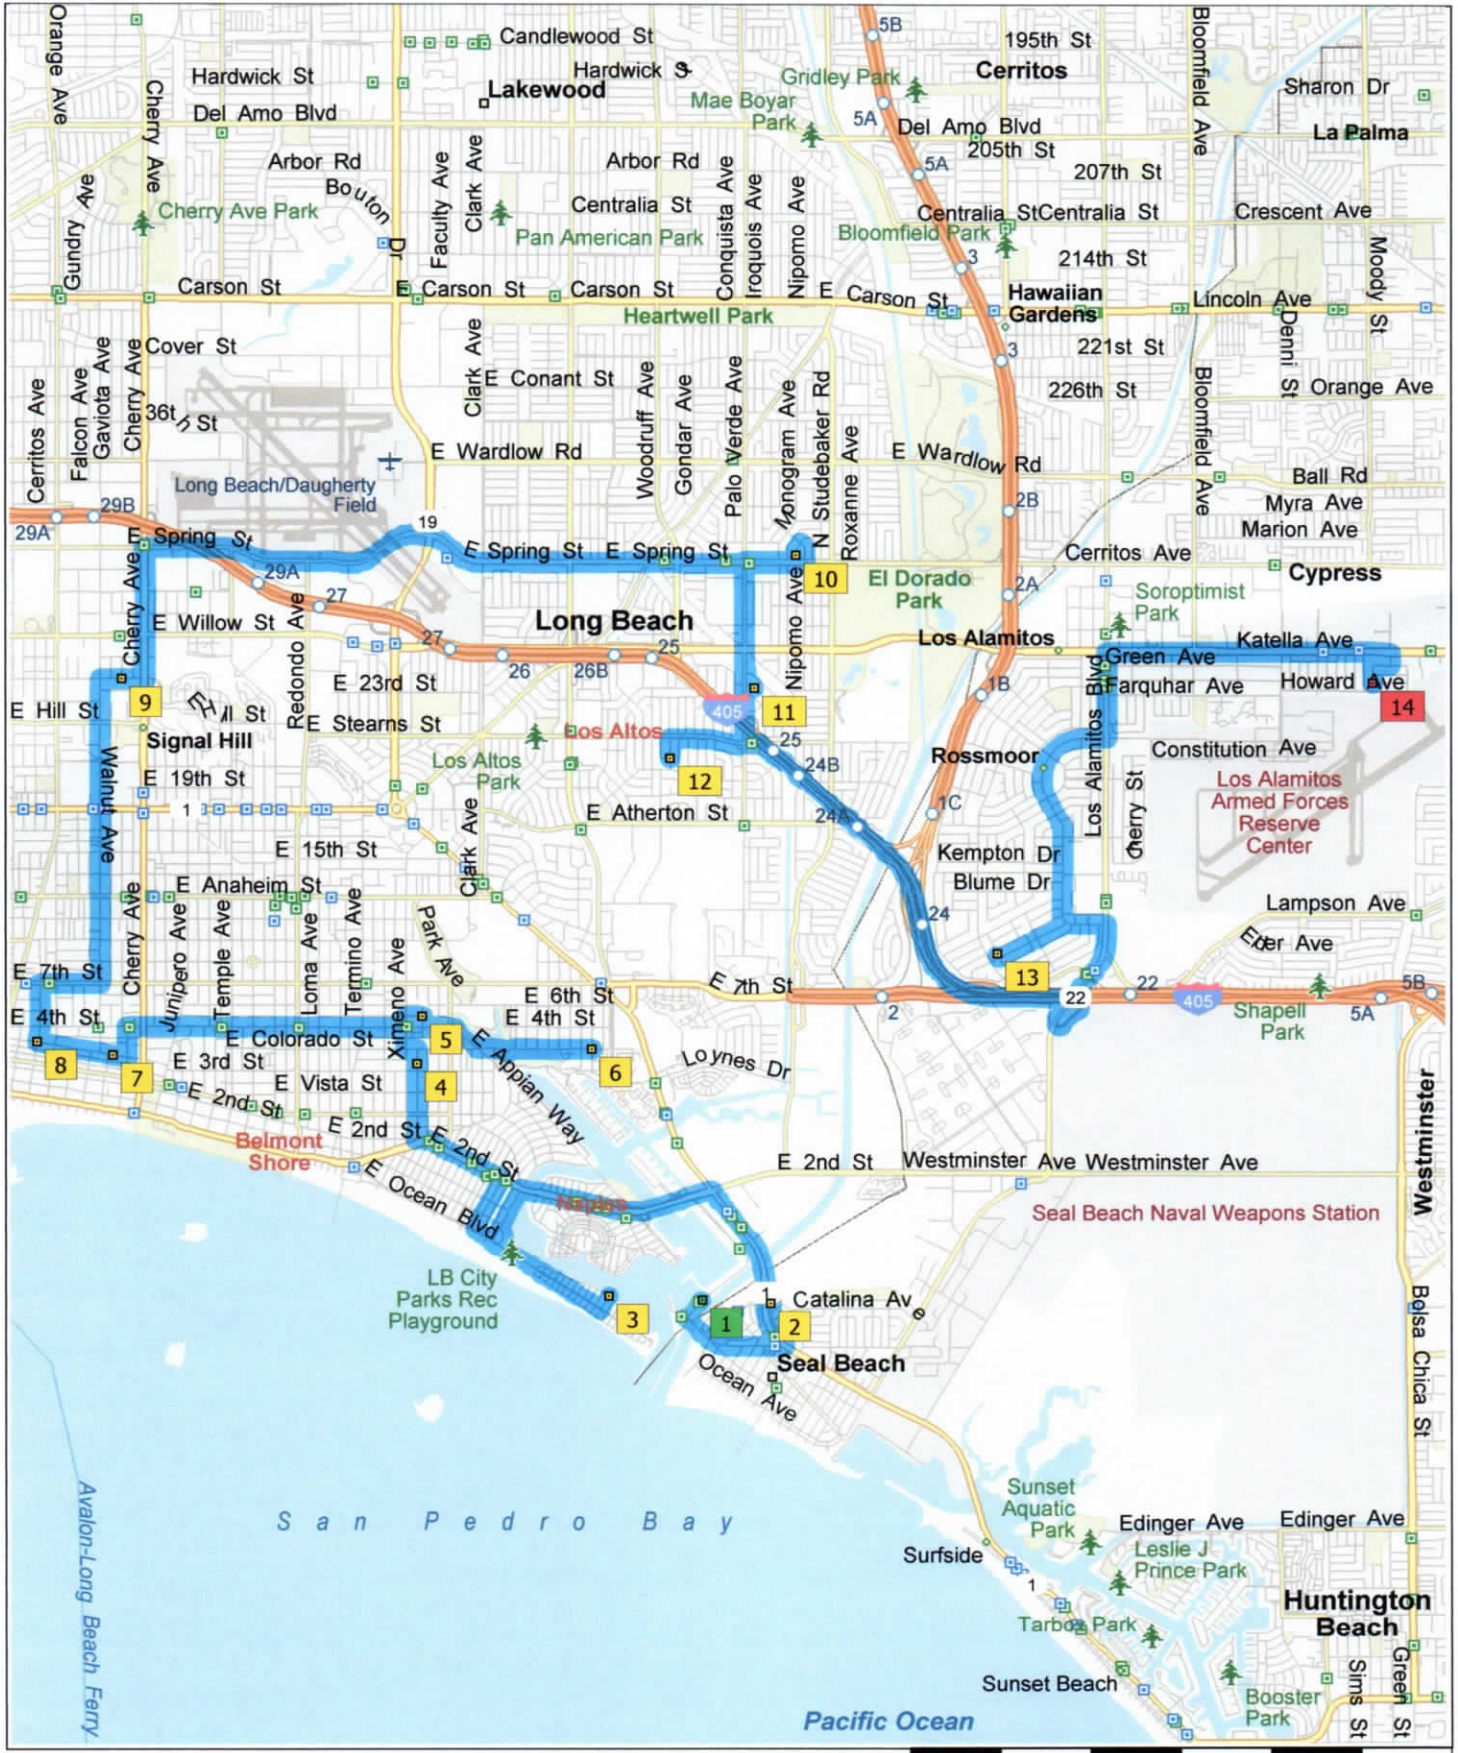 Orange Ave
Candlewood St
5B
195th St
Bloomfield Ave
Hardwick St
Hardwick S
Gridley Park
Cerritos
Sharon Dr
Cherry Ave
Lakewood
Mae Boyar
Park
5A
Del Amo Blvd
Del Amo Blvd
205th St
La Palma
Arbor Rd
Arbor Rd
5A
207th St
Gundry Ave
Bouton
Dr
Faculty Ave
Clark Ave
Conquista Ave
Iroquois Ave
Nipomo Ave
Cherry Ave Park
Centralia St
Centralia St
Centralia St
Crescent Ave
Pan American Park
Bloomfield Park
3
214th St
Moody St
Carson St
E Carson St
Carson St
E Carson St
Hawaiian
Gardens
Lincoln Ave
Heartwell Park
Denni St
Cover St
3
221st St
Cerritos Ave
Falcon Ave
Gaviota Ave
Cherry Ave
Clark Ave
E Conant St
Woodruff Ave
Gondar Ave
Palo Verde Ave
Monogram Ave
N Studebaker Rd
Roxanne Ave
226th St
Orange Ave
Bloomfield Ave
36th St
E Wardlow Rd
E Wardlow Rd
Long Beach/Daugherty
Field
Ball Rd
29B
2B
Myra Ave
29A
19
Marion Ave
E Spring St
E Spring St
E Spring St
Cerritos Ave
29A
10
El Dorado
Park
2A
Cypress
Cherry Ave
27
Redondo Ave
Nipomo Ave
Soroptimist
Park
E Willow St
Long Beach
27
25
Los Alamitos
Katella Ave
26
26B
Green Ave
E 23rd St
1B
Farquhar Ave
Howard Ave
9
11
14
E Hill St
E Hill St
E Stearns St
405
Signal Hill
Los Altos
25
Rossmoor
Los Alamitos Blvd
Constitution Ave
Los Altos
Park
12
24B
Cherry St
Los Alamitos
Armed Forces
Reserve
Center
Walnut Ave
E 19th St
1
E Atherton St
24A
1C
Clark Ave
E 15th St
Kempton Dr
Blume Dr
E Anaheim St
Lampson Ave
Cherry Ave
Junipero Ave
Temple Ave
Loma Ave
Termino Ave
Ximeno Ave
Park Ave
24
E 7th St
E 7th St
13
22
22
405
5B
5A
E 6th St
2
Shapell
Park
E 4th St
E 4th St
5
E Colorado St
8
7
E 3rd St
4
E Appian Way
6
Loynes Dr
E Vista St
E 2nd St
E 2nd St
E 2nd St
E 2nd St
Westminster Ave
Westminster Ave
Westminster
Belmont
Shore
E Ocean Blvd
Naples
Seal Beach Naval Weapons Station
LB City
Parks Rec
Playground
3
1
1
2
Catalina Ave
Bolsa Chica St
Seal Beach
Ocean Ave
San Pedro Bay
Avalon-Long Beach Ferry
Sunset
Aquatic
Park
Edinger Ave
Edinger Ave
Surfside
Leslie J
Prince Park
1
Huntington
Beach
Sunset Beach
Sims St
Green St
Booster
Park
Pacific Ocean